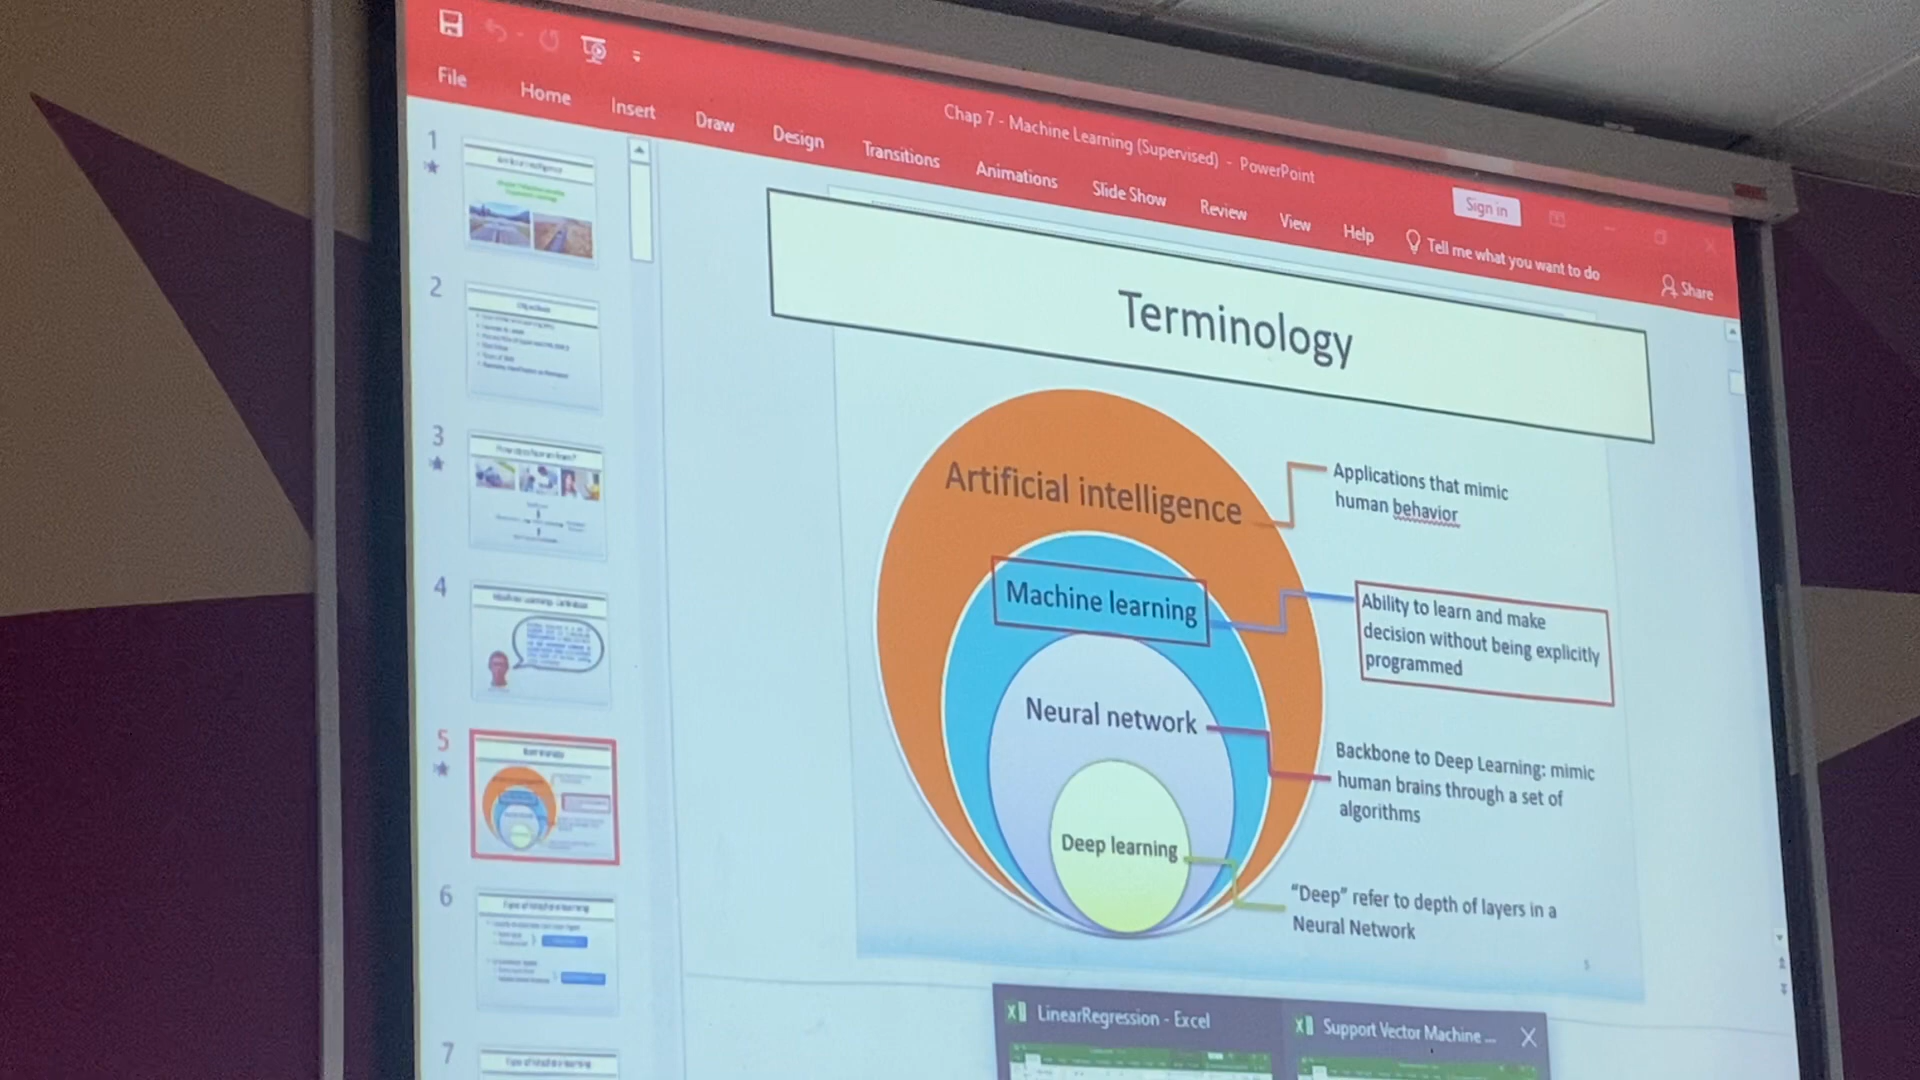 Chap 7 - Machine Learning (Supervised) - PowerPoint
File Home Insert Draw Design Transitions Animations Slide Show Review View Help Tell me what you want to do
Sign in
Share
1
2
3
4
5
6
7
Terminology
Artificial intelligence
Applications that mimic
human behavior
Machine learning
Ability to learn and make
decision without being explicitly
programmed
Neural network
Backbone to Deep Learning: mimic
human brains through a set of
algorithms
Deep learning
“Deep” refer to depth of layers in a
Neural Network
5
LinearRegression - Excel
Support Vector Machine ...